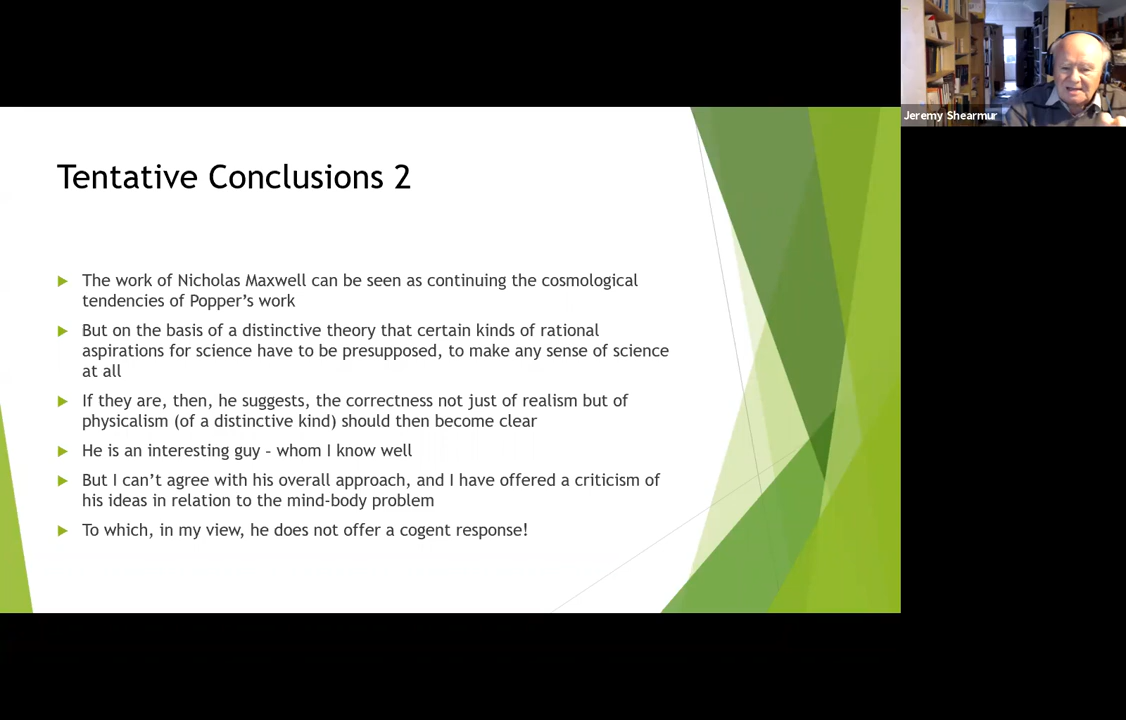 Jeremy Shearmur
Tentative Conclusions 2
The work of Nicholas Maxwell can be seen as continuing the cosmological
tendencies of Popper's work
But on the basis of a distinctive theory that certain kinds of rational
aspirations for science have to be presupposed, to make any sense of science
at all
If they are, then, he suggests, the correctness not just of realism but of
physicalism (of a distinctive kind) should then become clear
He is an interesting guy – whom I know well
But I can't agree with his overall approach, and I have offered a criticism of
his ideas in relation to the mind-body problem
To which, in my view, he does not offer a cogent response!